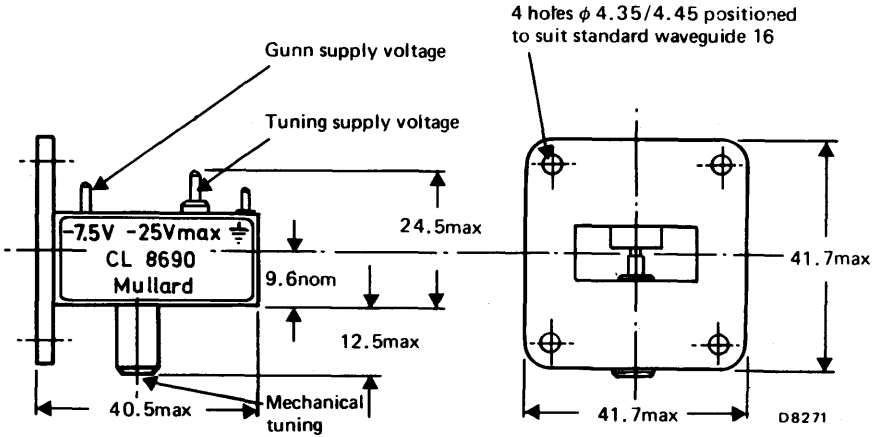 4 holes ϕ 4.35/4.45 positioned
to suit standard waveguide 16
Gunn supply voltage
Tuning supply voltage
24.5max
-7.5V -25Vmax
CL 8690
Mullard
9.6nom
12.5max
41.7max
40.5max
Mechanical
tuning
41.7max
D8271